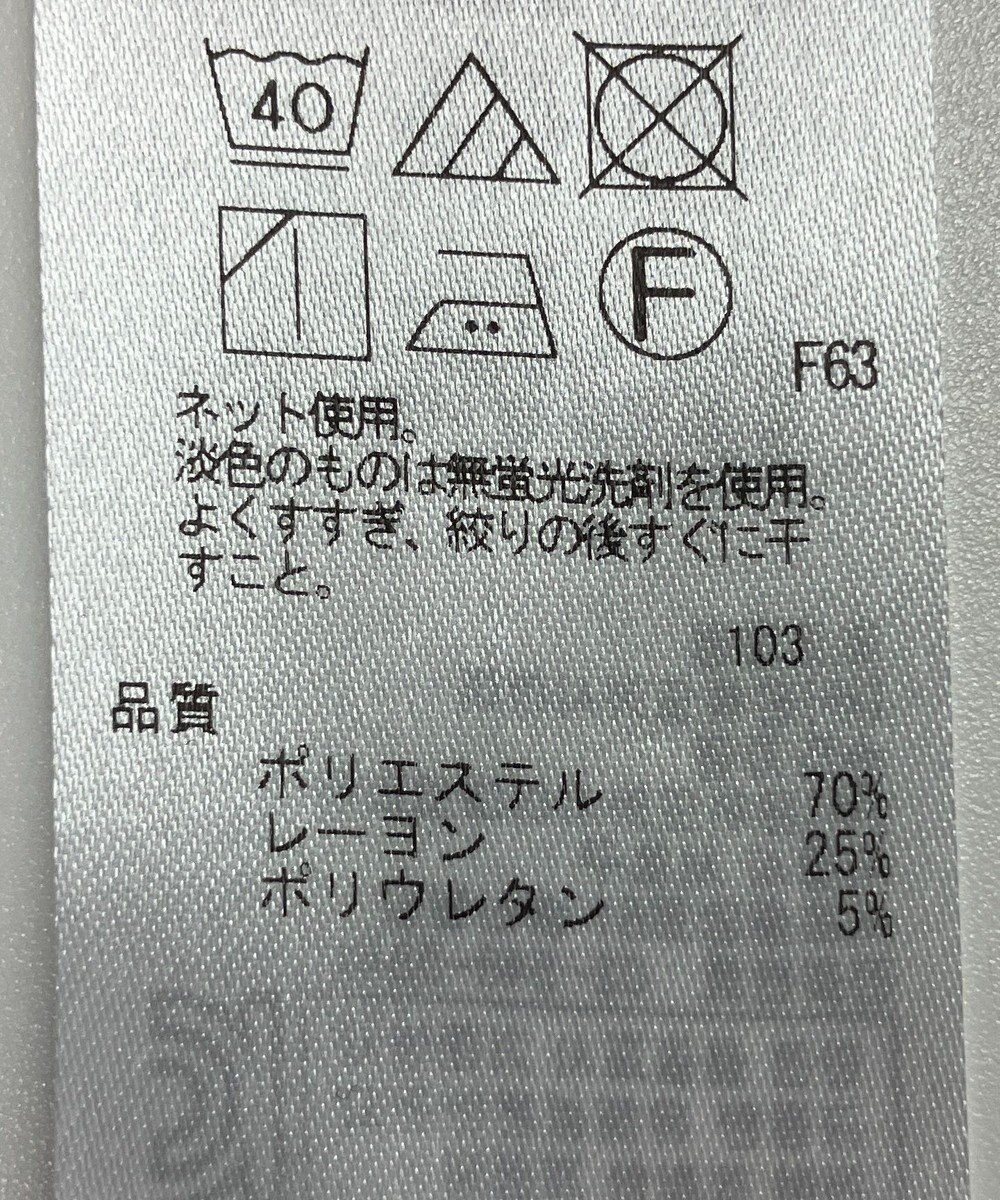 40
F
F63
ネット使用。
淡色のものは無蛍光洗剤を使用。
よくすすぎ、絞りの後すぐに干
すこと。
103
品質
ポリエステル 70%
レーヨン 25%
ポリウレタン 5%